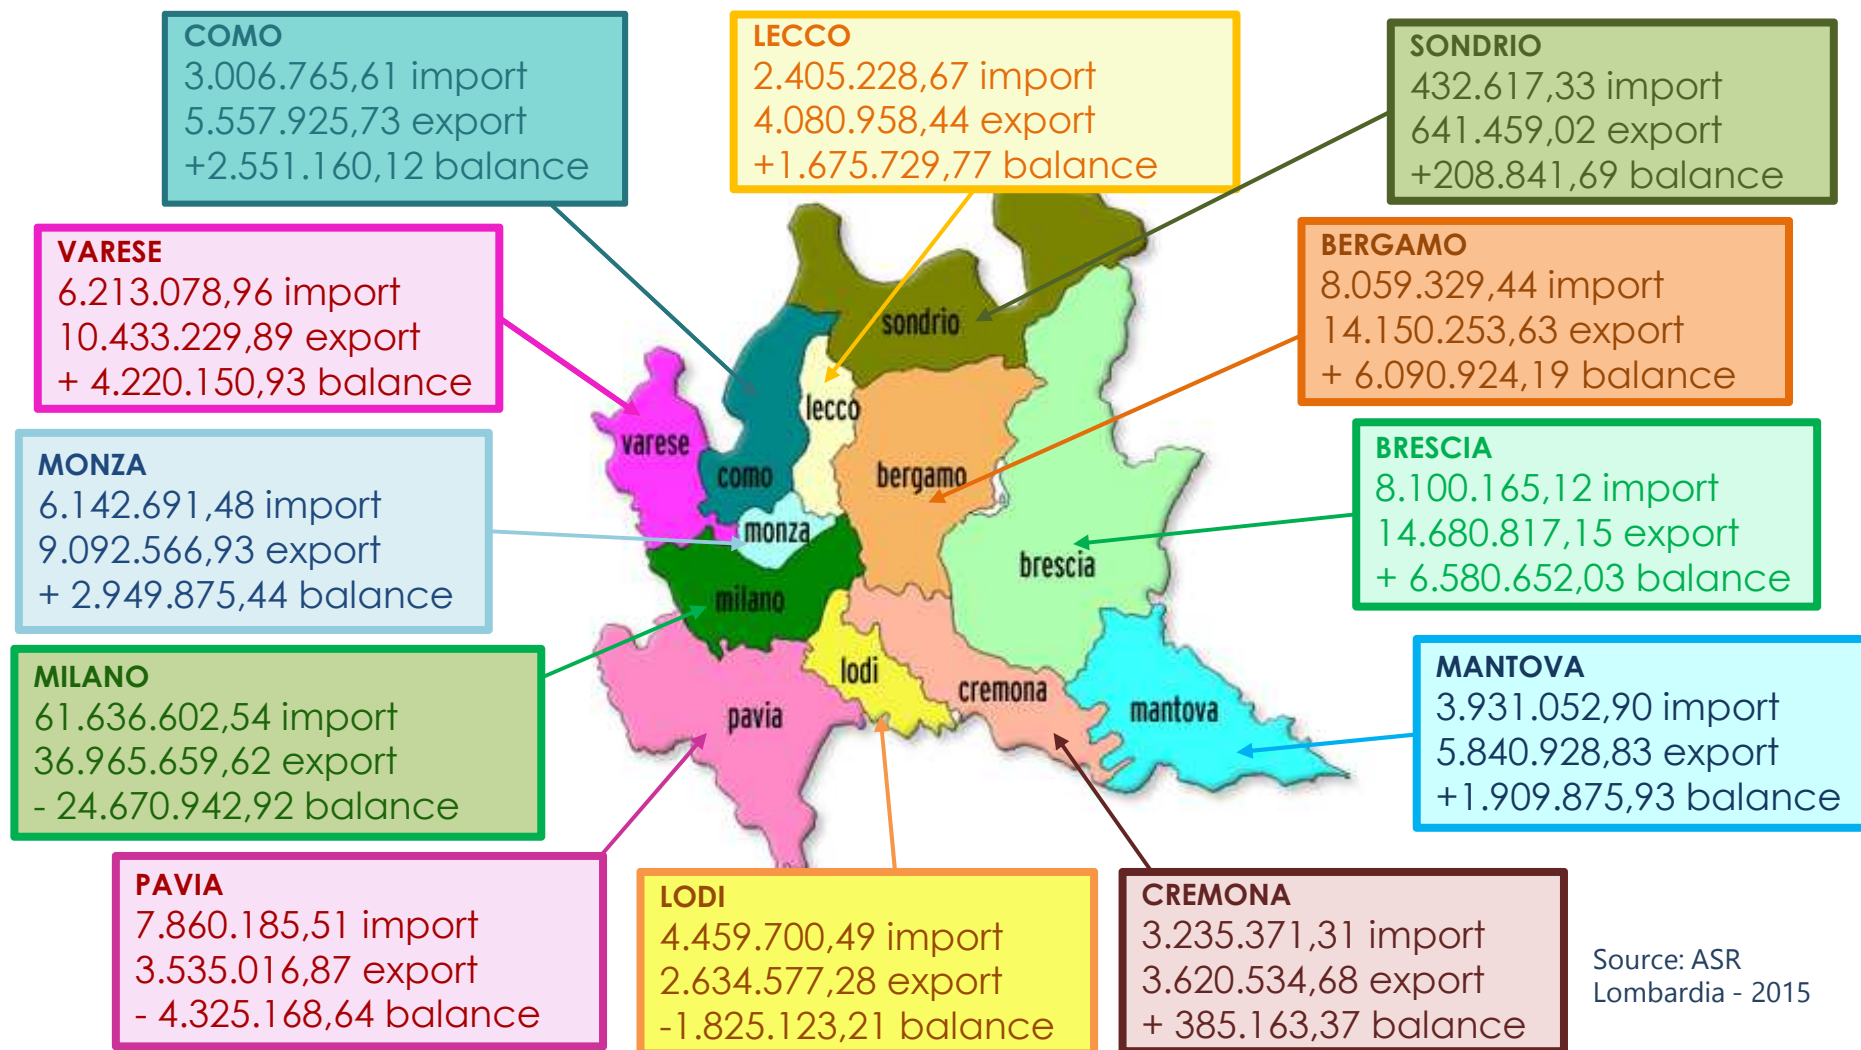 COMO
3.006.765,61 import
5.557.925,73 export
+2.551.160,12 balance
LECCO
2.405.228,67 import
4.080.958,44 export
+1.675.729,77 balance
SONDRIO
432.617,33 import
641.459,02 export
+208.841,69 balance
VARESE
6.213.078,96 import
10.433.229,89 export
+ 4.220.150,93 balance
BERGAMO
8.059.329,44 import
14.150.253,63 export
+ 6.090.924,19 balance
MONZA
6.142.691,48 import
9.092.566,93 export
+ 2.949.875,44 balance
BRESCIA
8.100.165,12 import
14.680.817,15 export
+ 6.580.652,03 balance
MILANO
61.636.602,54 import
36.965.659,62 export
- 24.670.942,92 balance
MANTOVA
3.931.052,90 import
5.840.928,83 export
+1.909.875,93 balance
PAVIA
7.860.185,51 import
3.535.016,87 export
- 4.325.168,64 balance
LODI
4.459.700,49 import
2.634.577,28 export
-1.825.123,21 balance
CREMONA
3.235.371,31 import
3.620.534,68 export
+ 385.163,37 balance
sondrio
lecco
varese
como
bergamo
monza
brescia
milano
lodi
cremona
pavia
mantova
Source: ASR
Lombardia - 2015